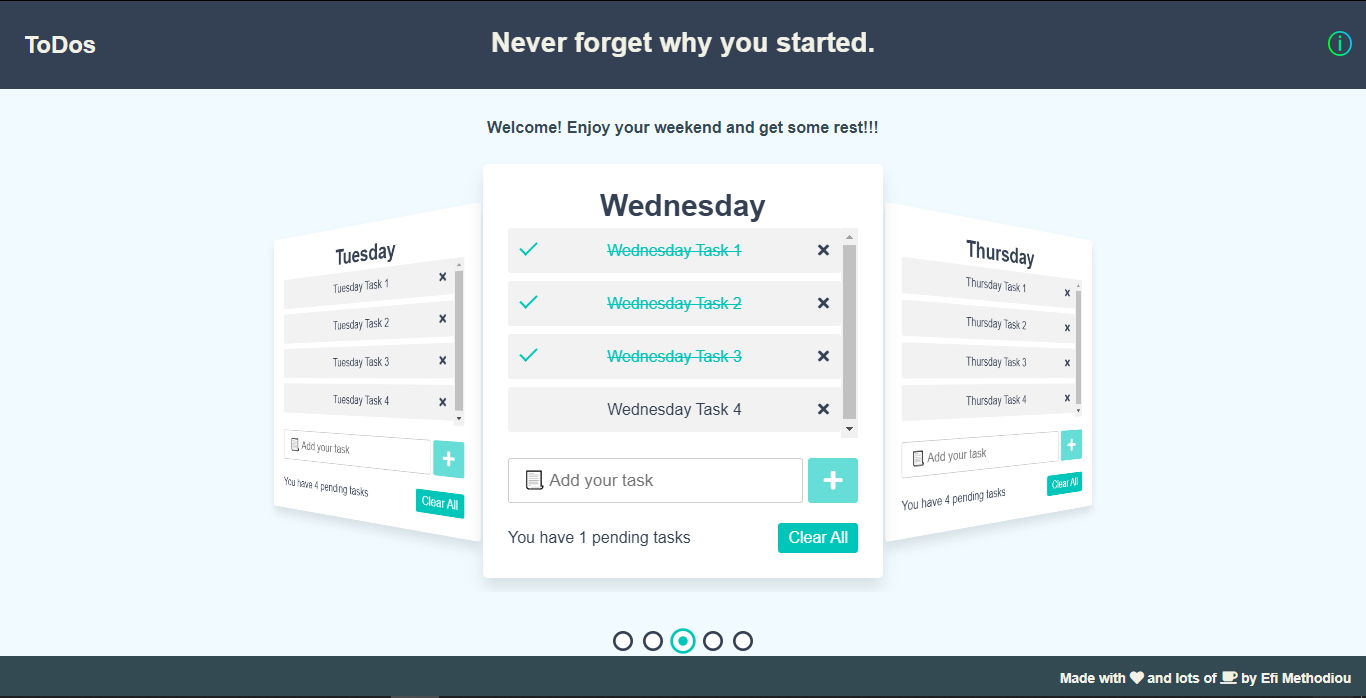 ToDos
Never forget why you started.
Welcome! Enjoy your weekend and get some rest!!!
Tuesday
Tuesday Task 1
Tuesday Task 2
Tuesday Task 3
Tuesday Task 4
Add your task
You have 4 pending tasks
Clear All
Wednesday
Wednesday Task 1
Wednesday Task 2
Wednesday Task 3
Wednesday Task 4
Add your task
You have 1 pending tasks
Clear All
Thursday
Thursday Task 1
Thursday Task 2
Thursday Task 3
Thursday Task 4
Add your task
You have 4 pending tasks
Clear All
Made with and lots of by Efi Methodiou